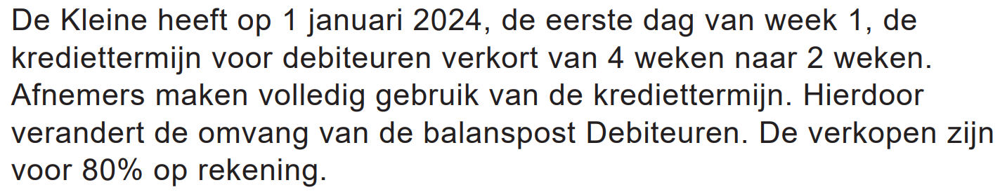 De Kleine heeft op 1 januari 2024, de eerste dag van week 1, de
krediettermijn voor debiteuren verkort van 4 weken naar 2 weken.
Afnemers maken volledig gebruik van de krediettermijn. Hierdoor
verandert de omvang van de balanspost Debiteuren. De verkopen zijn
voor 80% op rekening.